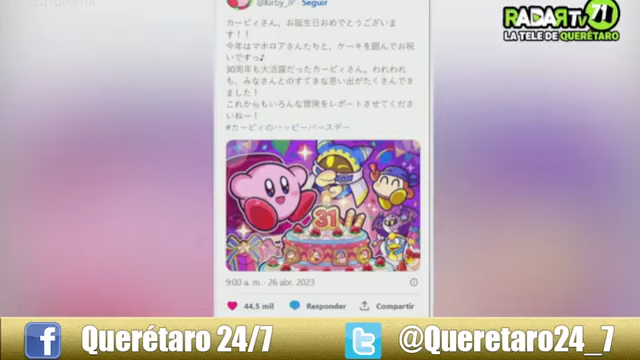 @Kirby_JP · Seguir
RADAR TV 71
LA TELE DE QUERÉTARO
カービィさん、お誕生日おめでとうございま
す！！
今年はマホロアさんたちと、ケーキを囲んでお祝
いですっ♪
30周年も大活躍だったカービィさん。われわれ
も、みなさんとのすてきな思い出がたくさんでき
ました！
これからもいろんな冒険をレポートさせてくださ
いね～！
#カービィのハッピーバースデー
31
9:00 a. m. · 26 abr. 2023
44,5 mil Responder Compartir
Querétaro 24/7 @Queretaro24_7